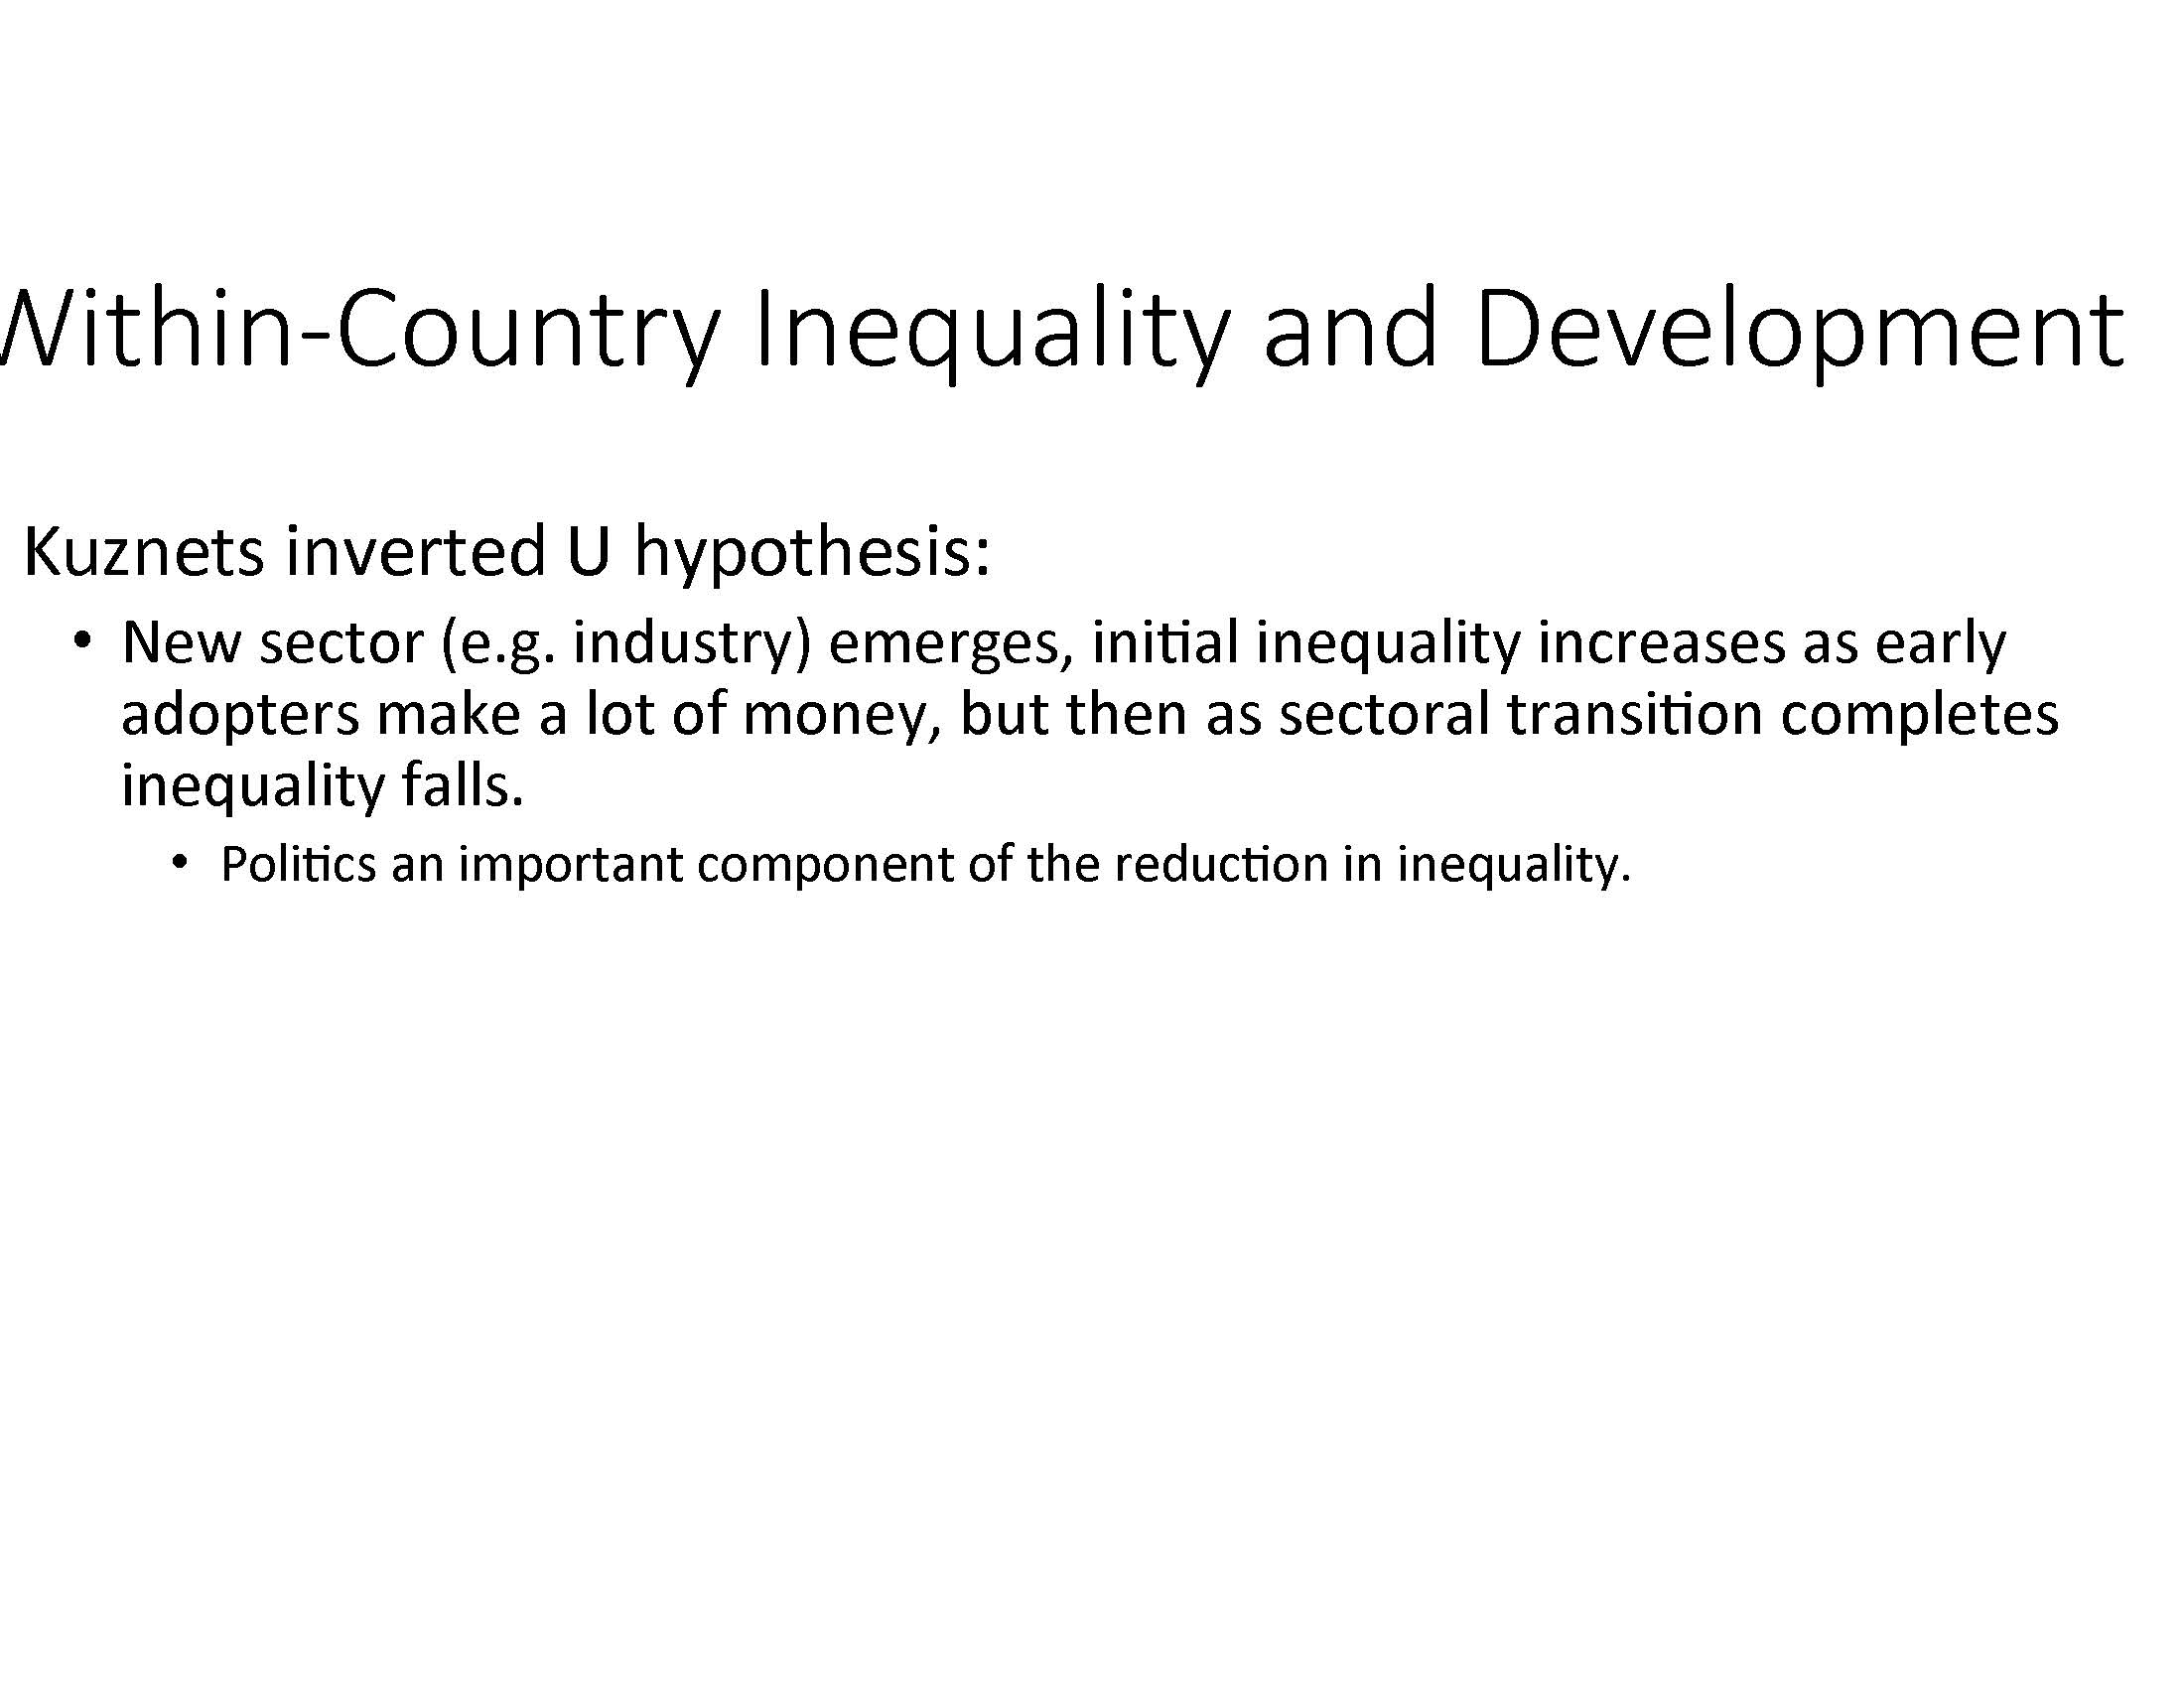 Within-Country Inequality and Development
Kuznets inverted U hypothesis:
• New sector (e.g. industry) emerges, initial inequality increases as early
adopters make a lot of money, but then as sectoral transition completes
inequality falls.
• Politics an important component of the reduction in inequality.